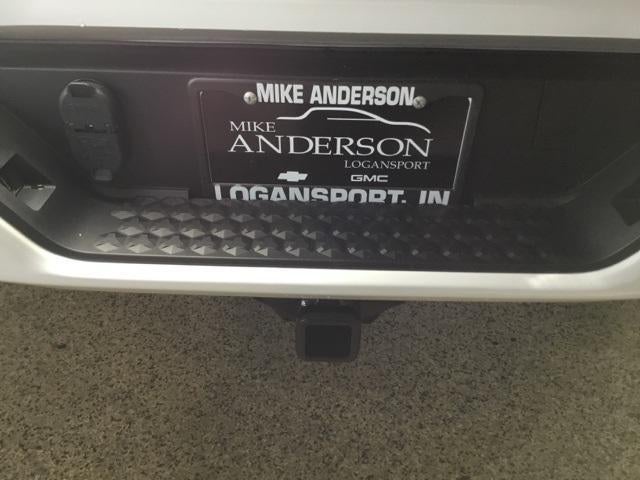 MIKE ANDERSON
MIKE
ANDERSON
LOGANSPORT
GMC
LOGANSPORT, IN